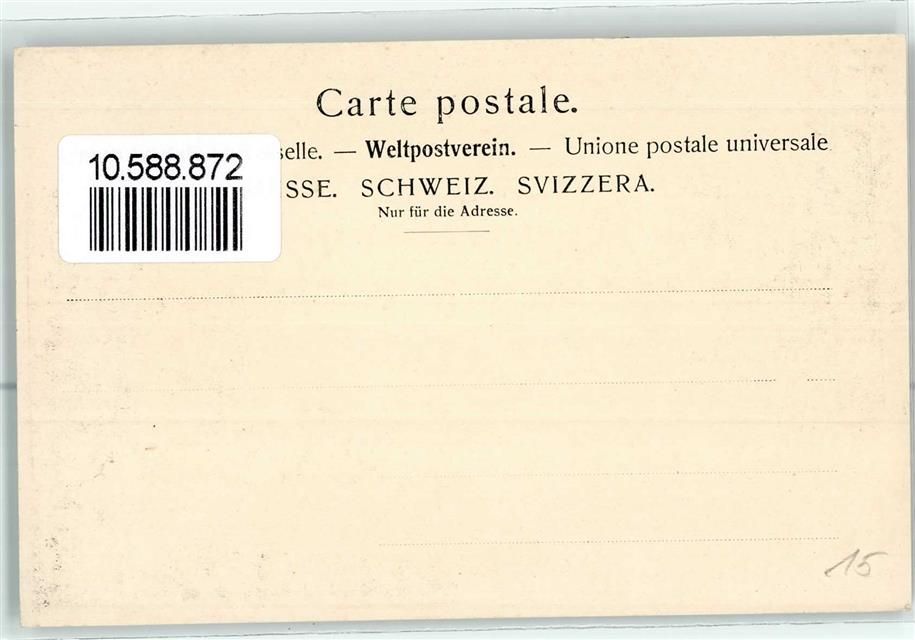 Carte postale.
selle. — Weltpostverein. — Unione postale universale
10.588.872
SSE. SCHWEIZ. SVIZZERA.
Nur für die Adresse.
15